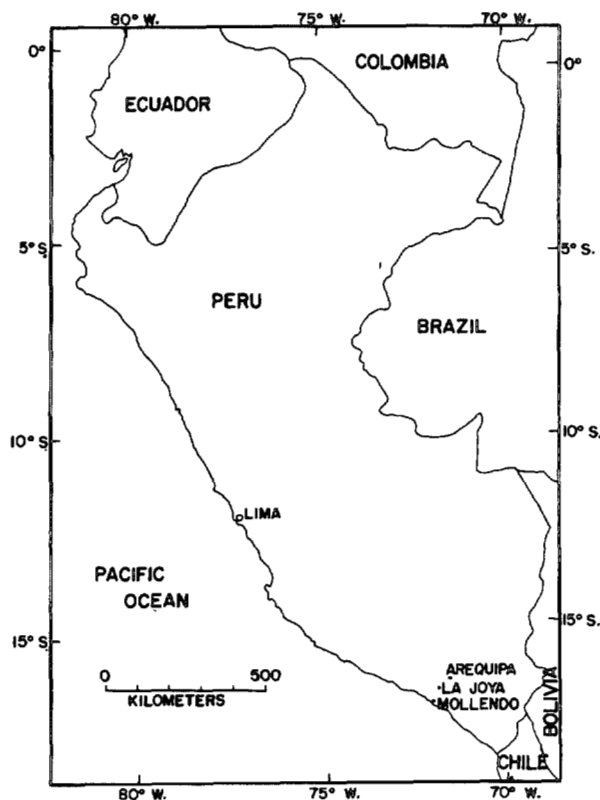 80° W.
75° W.
70° W.
0°
COLOMBIA
0°
ECUADOR
5° S.
5° S.
PERU
BRAZIL
10° S.
10° S.
LIMA
PACIFIC
OCEAN
15° S.
15° S.
AREQUIPA
0 500
LA JOYA
KILOMETERS
MOLLENDO
BOLIVIA
CHILE
80° W.
75° W.
70° W.